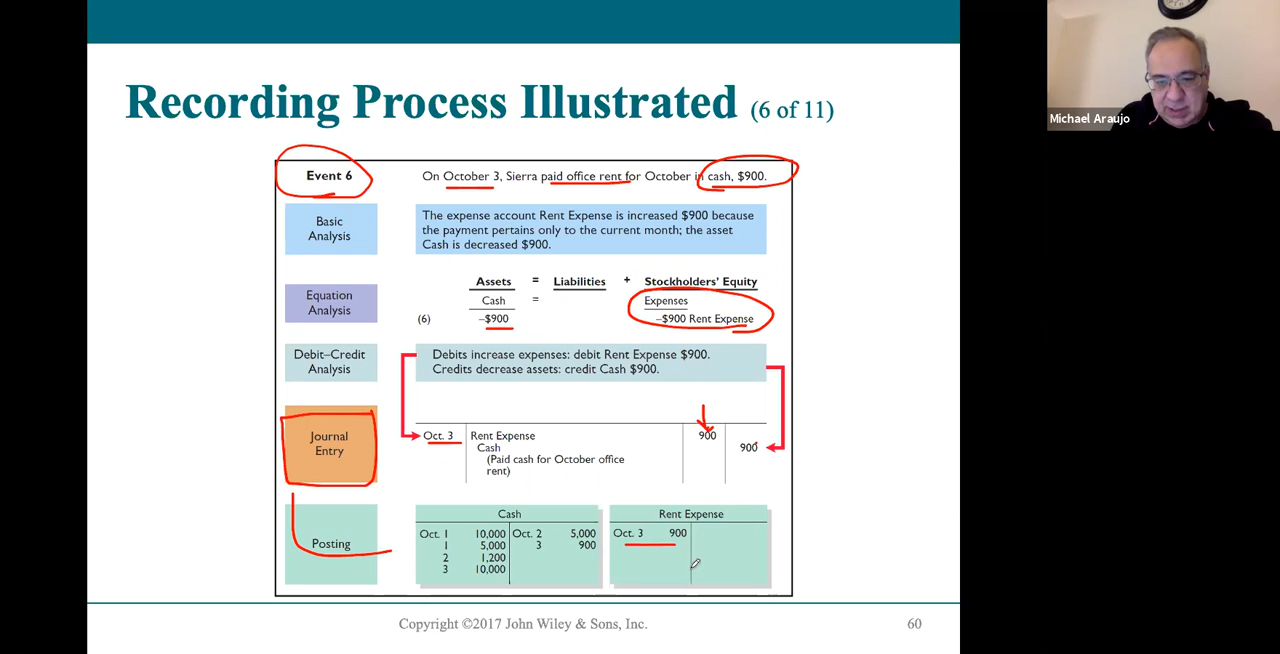 Recording Process Illustrated (6 of 11)
Event 6
On October 3, Sierra paid office rent for October in cash, $900.
Basic
Analysis
The expense account Rent Expense is increased $900 because
the payment pertains only to the current month; the asset
Cash is decreased $900.
Equation
Analysis
Assets = Liabilities + Stockholders' Equity
Cash = Expenses
(6) –$900 –$900 Rent Expense
Debit–Credit
Analysis
Debits increase expenses: debit Rent Expense $900.
Credits decrease assets: credit Cash $900.
Journal
Entry
Oct. 3 Rent Expense 900
Cash 900
(Paid cash for October office
rent)
Posting
Cash
Oct. 1 10,000 Oct. 2 5,000
1 5,000 3 900
2 1,200
3 10,000
Rent Expense
Oct. 3 900
Copyright ©2017 John Wiley & Sons, Inc.
60
Michael Araujo